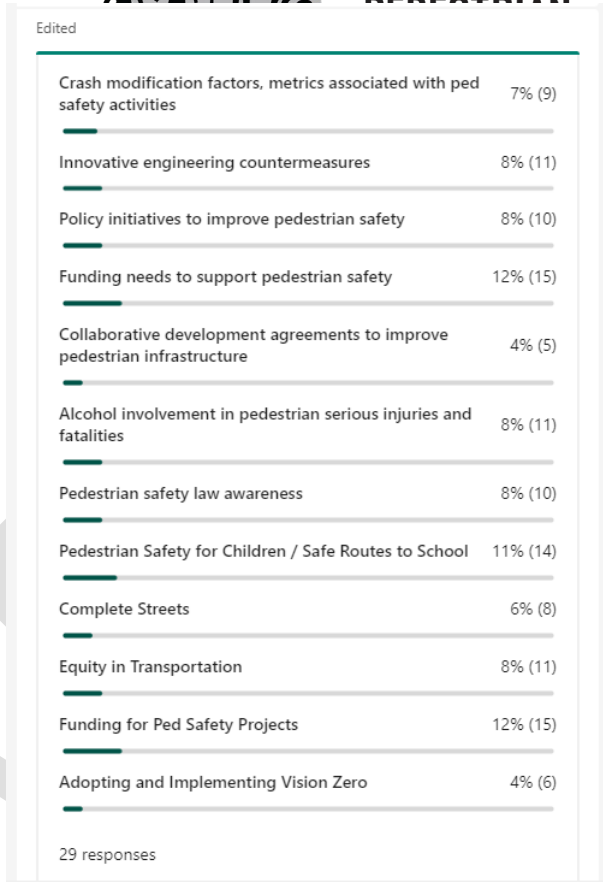 PEDESTRIAN
Edited
Crash modification factors, metrics associated with ped
safety activities
7% (9)
Innovative engineering countermeasures 8% (11)
Policy initiatives to improve pedestrian safety 8% (10)
Funding needs to support pedestrian safety 12% (15)
Collaborative development agreements to improve
pedestrian infrastructure
4% (5)
Alcohol involvement in pedestrian serious injuries and
fatalities
8% (11)
Pedestrian safety law awareness 8% (10)
Pedestrian Safety for Children / Safe Routes to School 11% (14)
Complete Streets 6% (8)
Equity in Transportation 8% (11)
Funding for Ped Safety Projects 12% (15)
Adopting and Implementing Vision Zero 4% (6)
29 responses